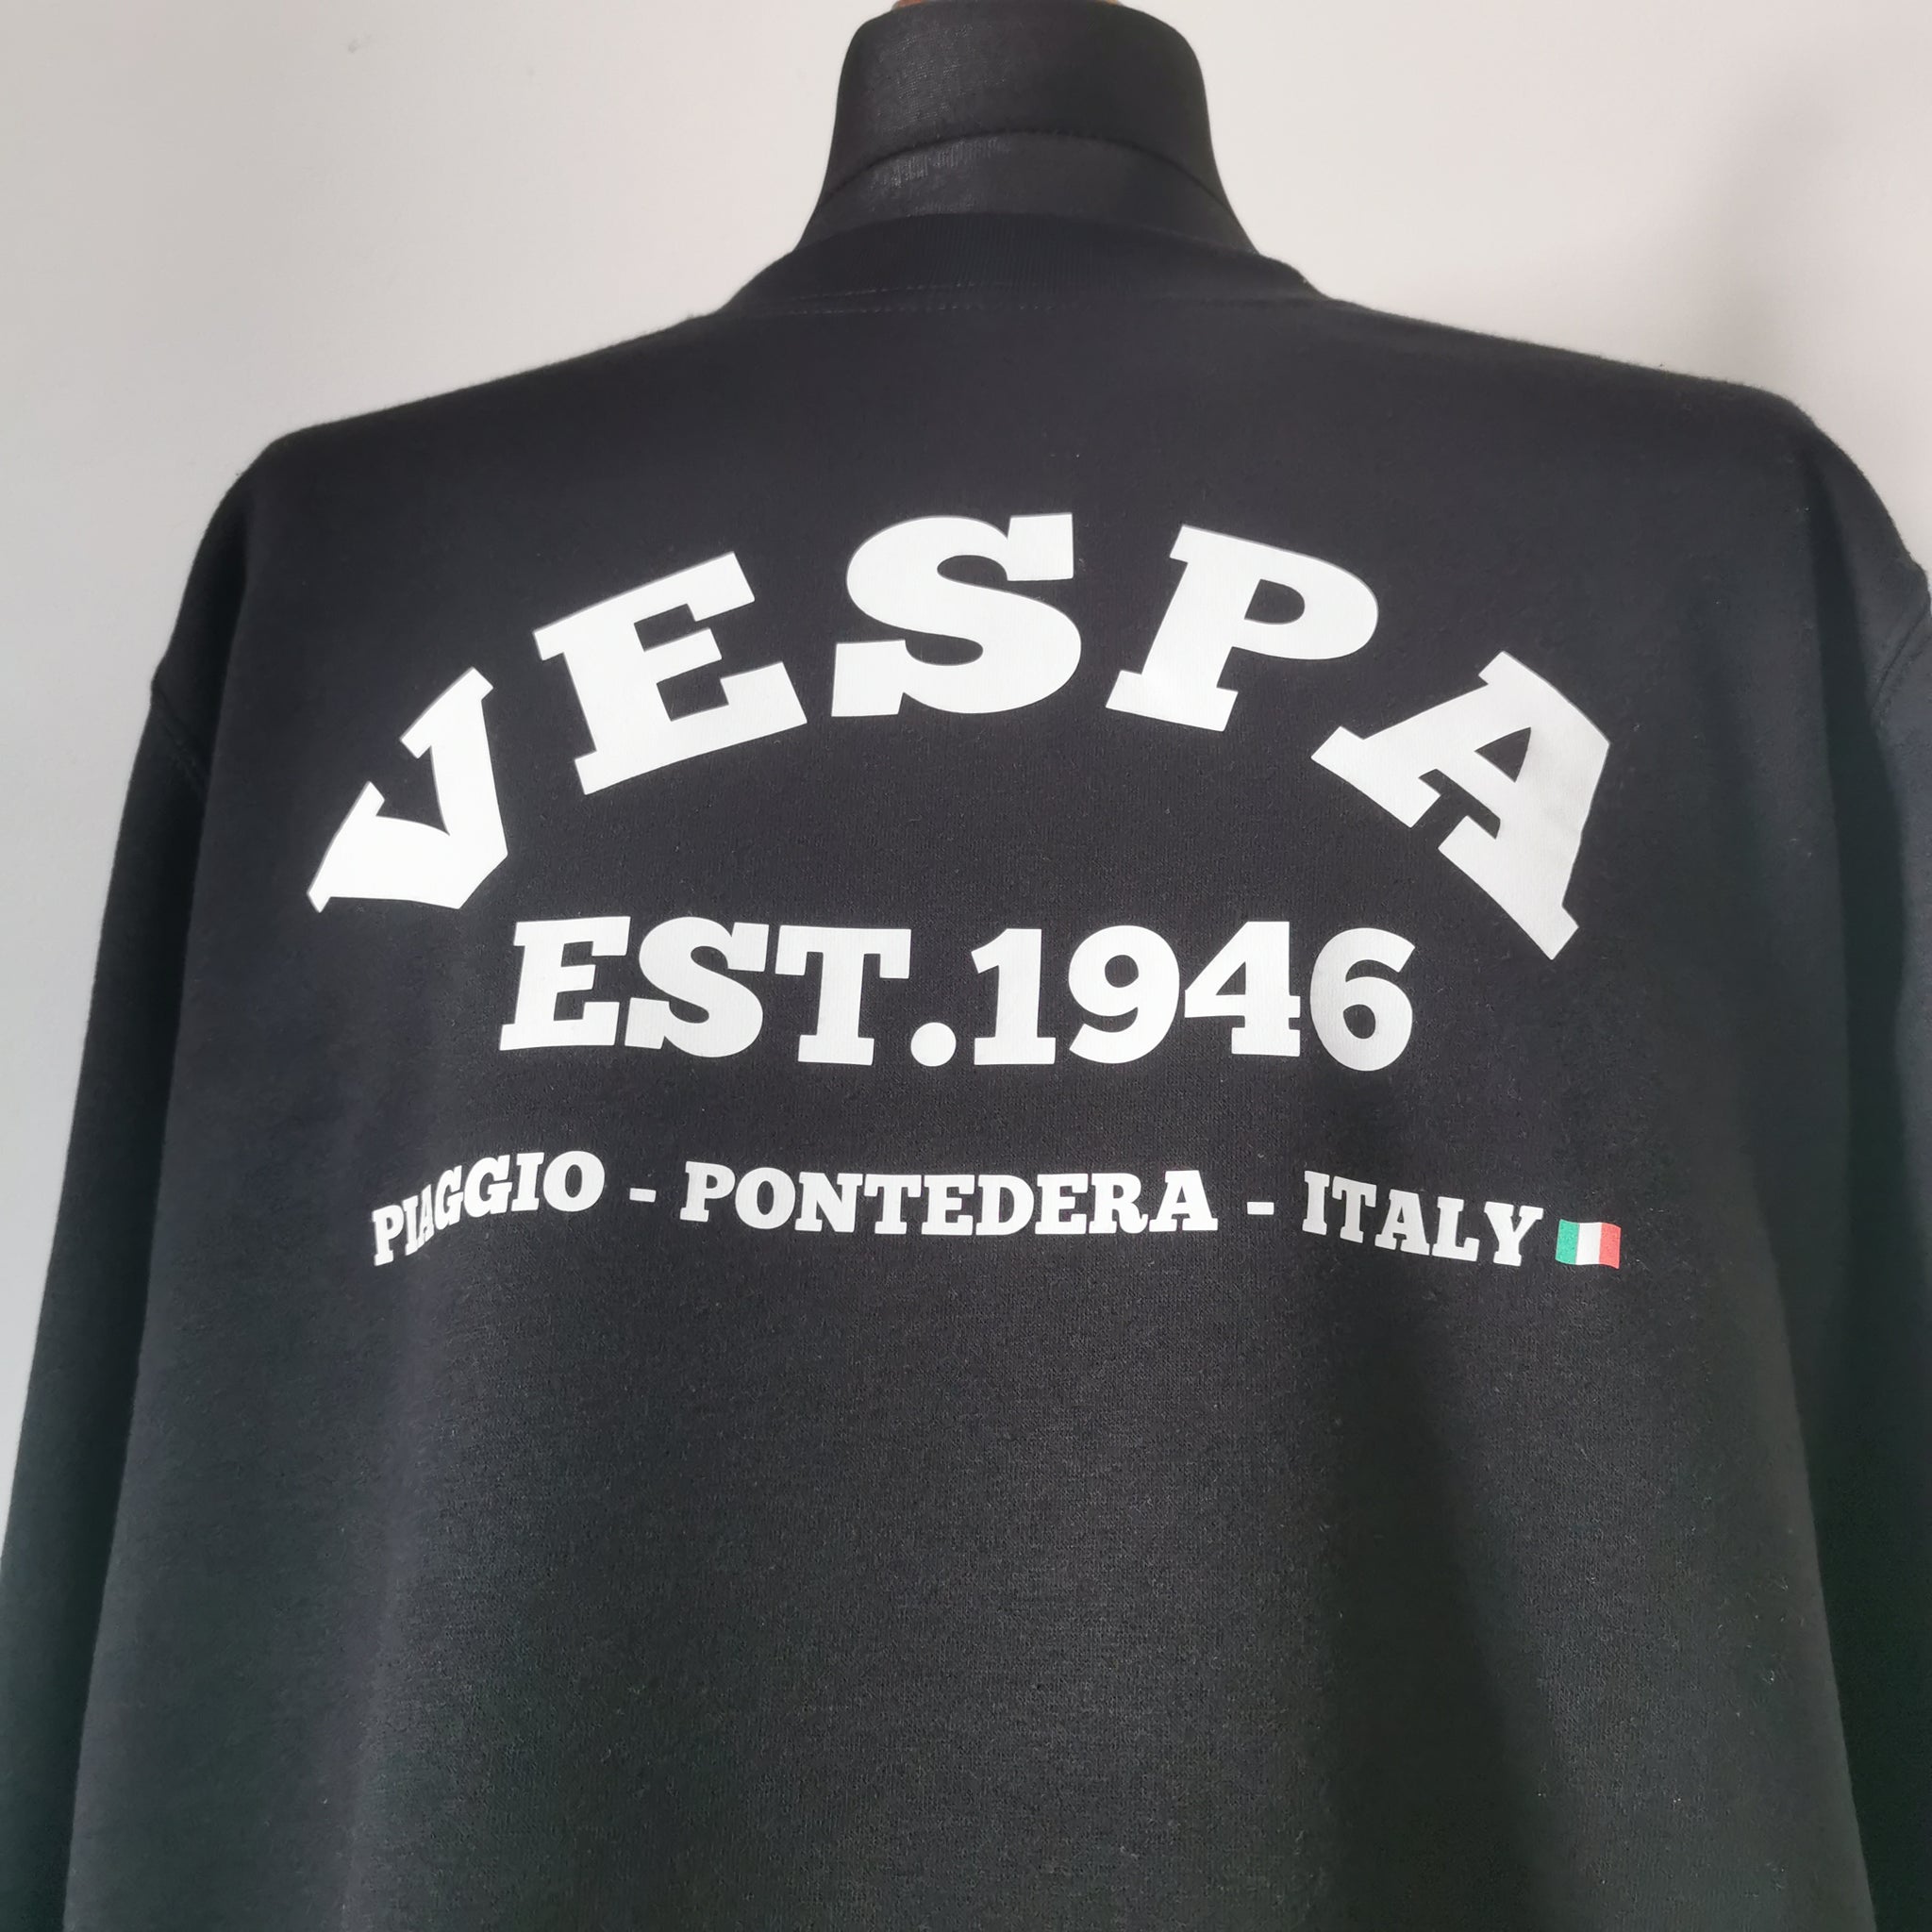 VESPA
EST.1946
PIAGGIO - PONTEDERA - ITALY